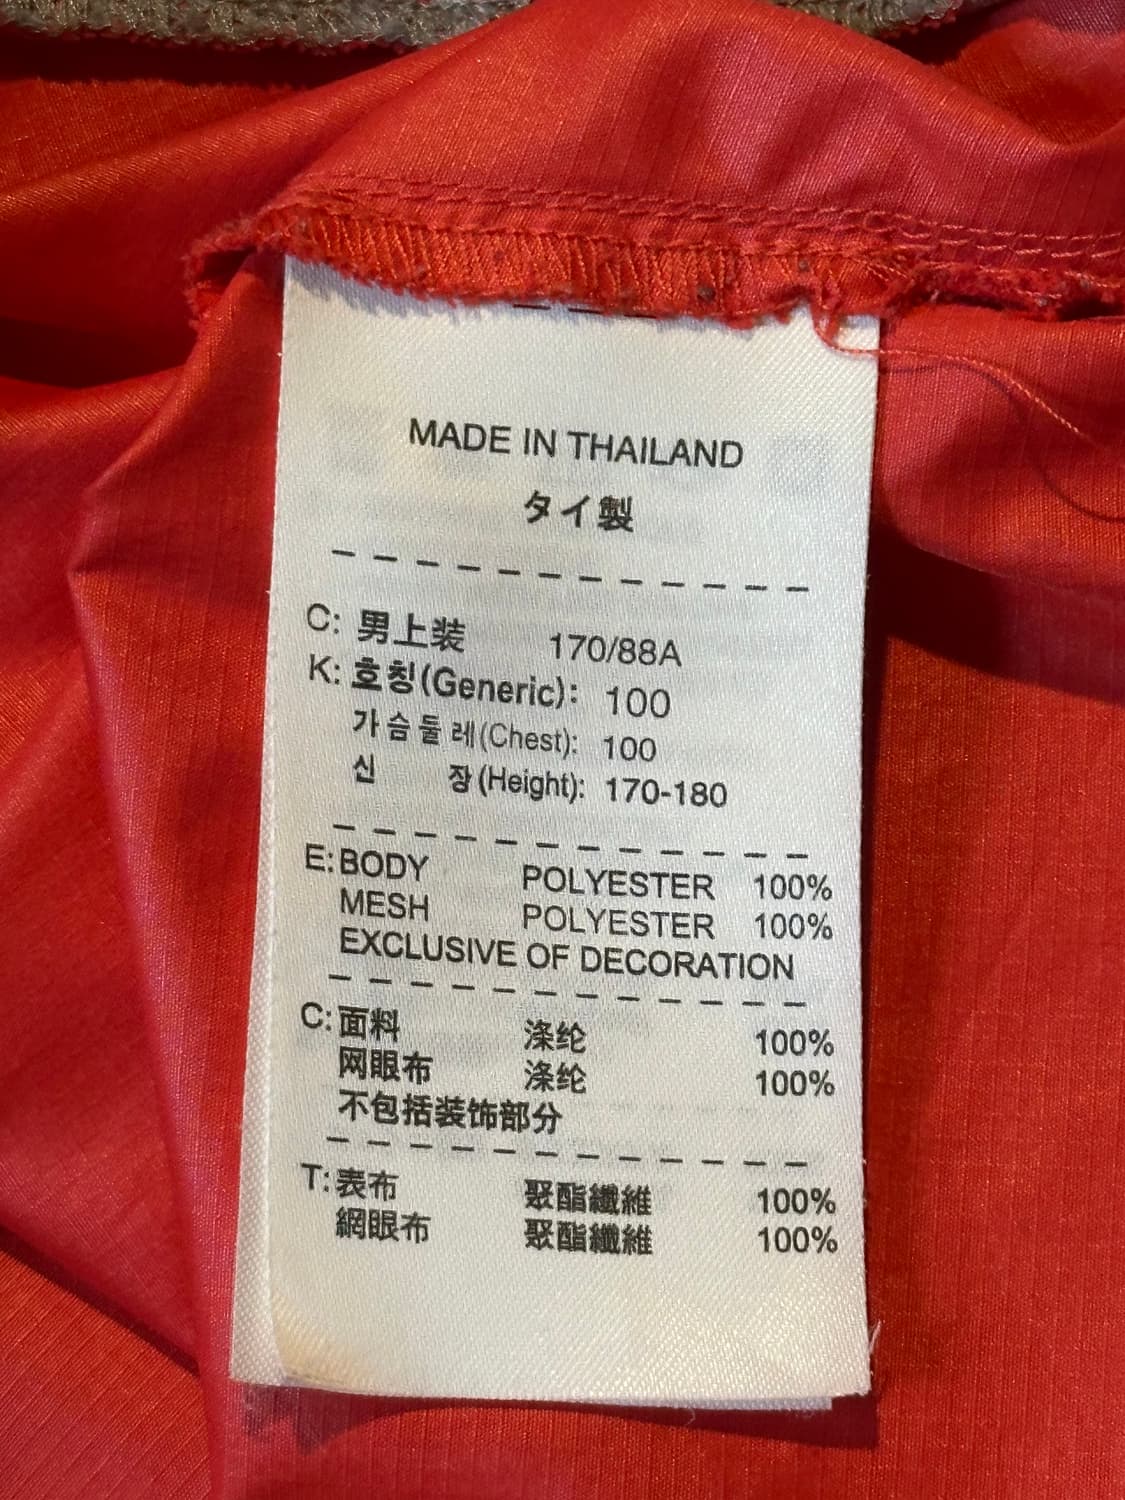 MADE IN THAILAND
タイ製
C: 男上装 170/88A
K: 호칭(Generic): 100
가슴둘레(Chest): 100
신 장(Height): 170-180
E: BODY POLYESTER 100%
MESH POLYESTER 100%
EXCLUSIVE OF DECORATION
C: 面料 涤纶 100%
网眼布 涤纶 100%
不包括装饰部分
T: 表布 聚酯纖維 100%
網眼布 聚酯纖維 100%